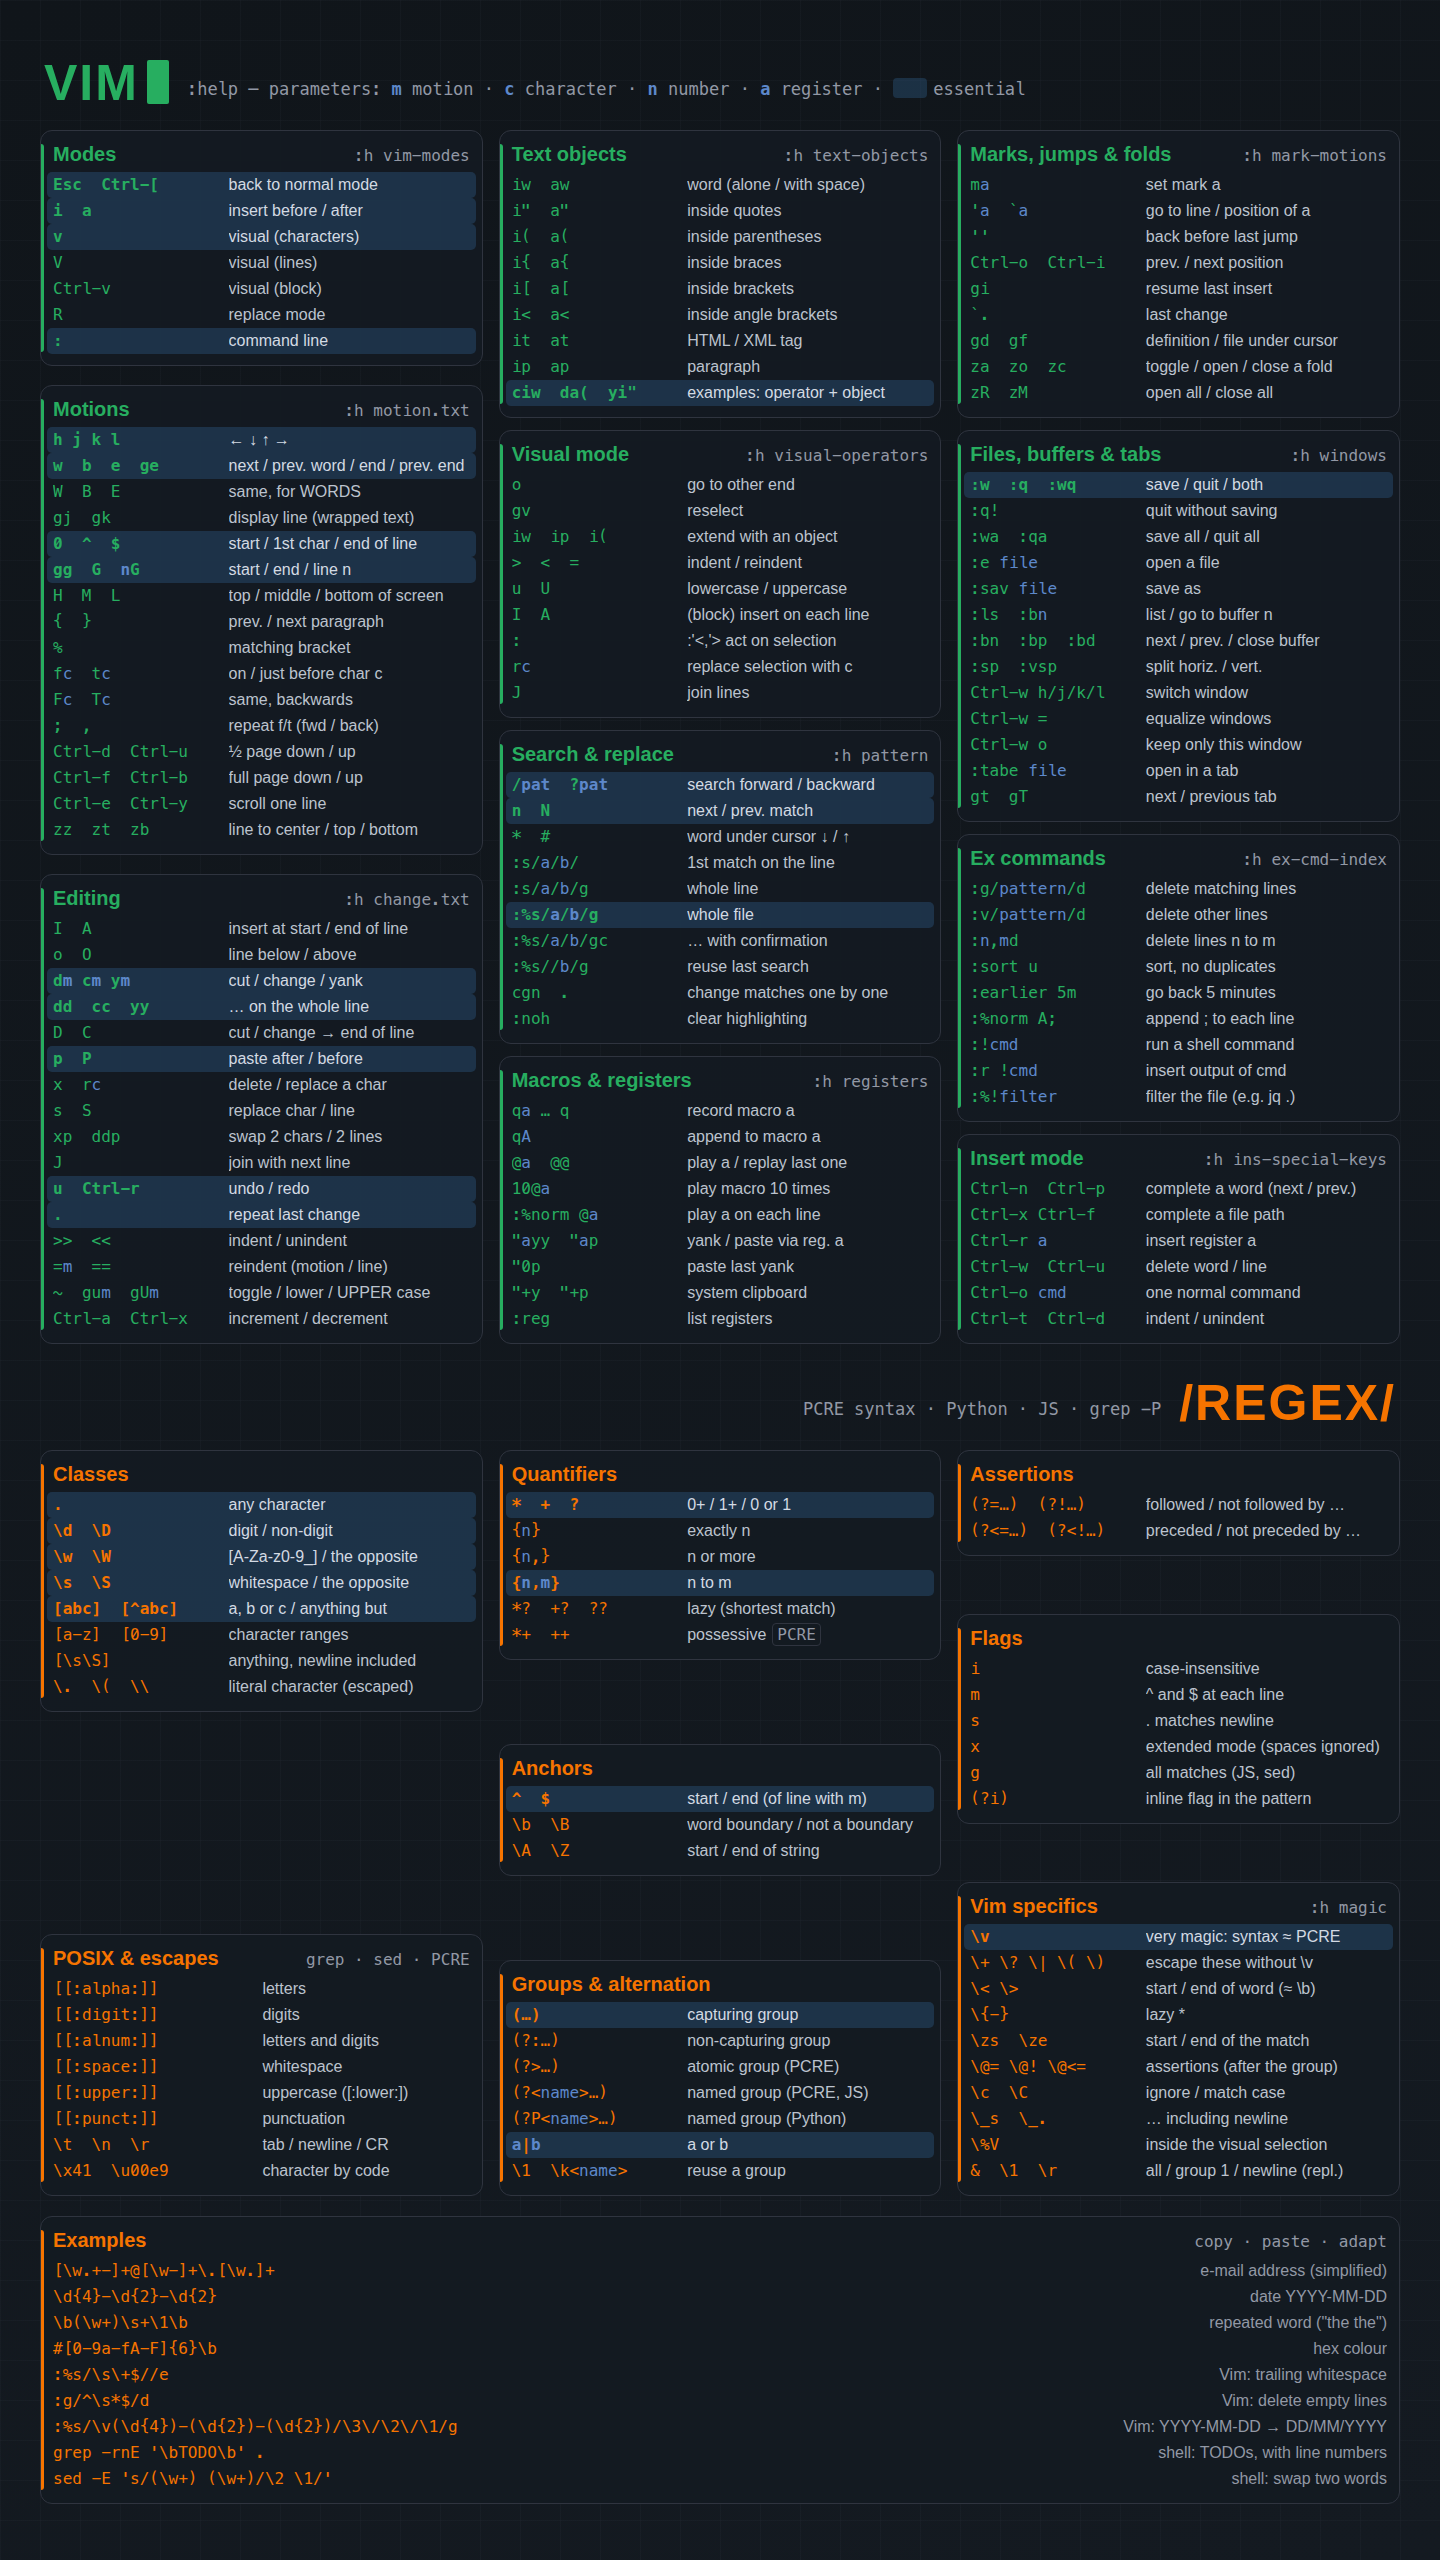 VIM
:help — parameters: m motion · c character · n number · a register · essential
Modes :h vim-modes
Esc Ctrl-[ back to normal mode
i a insert before / after
v visual (characters)
V visual (lines)
Ctrl-v visual (block)
R replace mode
: command line
Motions :h motion.txt
h j k l ← ↓ ↑ →
w b e ge next / prev. word / end / prev. end
W B E same, for WORDS
gj gk display line (wrapped text)
0 ^ $ start / 1st char / end of line
gg G nG start / end / line n
H M L top / middle / bottom of screen
{ } prev. / next paragraph
% matching bracket
fc tc on / just before char c
Fc Tc same, backwards
; , repeat f/t (fwd / back)
Ctrl-d Ctrl-u ½ page down / up
Ctrl-f Ctrl-b full page down / up
Ctrl-e Ctrl-y scroll one line
zz zt zb line to center / top / bottom
Editing :h change.txt
I A insert at start / end of line
o O line below / above
dm cm ym cut / change / yank
dd cc yy … on the whole line
D C cut / change → end of line
p P paste after / before
x rc delete / replace a char
s S replace char / line
xp ddp swap 2 chars / 2 lines
J join with next line
u Ctrl-r undo / redo
. repeat last change
>> << indent / unindent
=m == reindent (motion / line)
~ gum gUm toggle / lower / UPPER case
Ctrl-a Ctrl-x increment / decrement
Text objects :h text-objects
iw aw word (alone / with space)
i" a" inside quotes
i( a( inside parentheses
i{ a{ inside braces
i[ a[ inside brackets
i< a< inside angle brackets
it at HTML / XML tag
ip ap paragraph
ciw da( yi" examples: operator + object
Visual mode :h visual-operators
o go to other end
gv reselect
iw ip i( extend with an object
> < = indent / reindent
u U lowercase / uppercase
I A (block) insert on each line
: :'<,'> act on selection
rc replace selection with c
J join lines
Search & replace :h pattern
/pat ?pat search forward / backward
n N next / prev. match
* # word under cursor ↓ / ↑
:s/a/b/ 1st match on the line
:s/a/b/g whole line
:%s/a/b/g whole file
:%s/a/b/gc … with confirmation
:%s//b/g reuse last search
cgn . change matches one by one
:noh clear highlighting
Macros & registers :h registers
qa … q record macro a
qA append to macro a
@a @@ play a / replay last one
10@a play macro 10 times
:%norm @a play a on each line
"ayy "ap yank / paste via reg. a
"0p paste last yank
"+y "+p system clipboard
:reg list registers
Marks, jumps & folds :h mark-motions
ma set mark a
'a `a go to line / position of a
'' back before last jump
Ctrl-o Ctrl-i prev. / next position
gi resume last insert
`. last change
gd gf definition / file under cursor
za zo zc toggle / open / close a fold
zR zM open all / close all
Files, buffers & tabs :h windows
:w :q :wq save / quit / both
:q! quit without saving
:wa :qa save all / quit all
:e file open a file
:sav file save as
:ls :bn list / go to buffer n
:bn :bp :bd next / prev. / close buffer
:sp :vsp split horiz. / vert.
Ctrl-w h/j/k/l switch window
Ctrl-w = equalize windows
Ctrl-w o keep only this window
:tabe file open in a tab
gt gT next / previous tab
Ex commands :h ex-cmd-index
:g/pattern/d delete matching lines
:v/pattern/d delete other lines
:n,md delete lines n to m
:sort u sort, no duplicates
:earlier 5m go back 5 minutes
:%norm A; append ; to each line
:!cmd run a shell command
:r !cmd insert output of cmd
:%!filter filter the file (e.g. jq .)
Insert mode :h ins-special-keys
Ctrl-n Ctrl-p complete a word (next / prev.)
Ctrl-x Ctrl-f complete a file path
Ctrl-r a insert register a
Ctrl-w Ctrl-u delete word / line
Ctrl-o cmd one normal command
Ctrl-t Ctrl-d indent / unindent
PCRE syntax · Python · JS · grep -P /REGEX/
Classes
. any character
\d \D digit / non-digit
\w \W [A-Za-z0-9_] / the opposite
\s \S whitespace / the opposite
[abc] [^abc] a, b or c / anything but
[a-z] [0-9] character ranges
[\s\S] anything, newline included
\. \( \\ literal character (escaped)
POSIX & escapes grep · sed · PCRE
[[:alpha:]] letters
[[:digit:]] digits
[[:alnum:]] letters and digits
[[:space:]] whitespace
[[:upper:]] uppercase ([:lower:])
[[:punct:]] punctuation
\t \n \r tab / newline / CR
\x41 \u00e9 character by code
Quantifiers
* + ? 0+ / 1+ / 0 or 1
{n} exactly n
{n,} n or more
{n,m} n to m
*? +? ?? lazy (shortest match)
*+ ++ possessive PCRE
Anchors
^ $ start / end (of line with m)
\b \B word boundary / not a boundary
\A \Z start / end of string
Groups & alternation
(…) capturing group
(?:…) non-capturing group
(?>…) atomic group (PCRE)
(?<name>…) named group (PCRE, JS)
(?P<name>…) named group (Python)
a|b a or b
\1 \k<name> reuse a group
Assertions
(?=…) (?!…) followed / not followed by …
(?<=…) (?<!…) preceded / not preceded by …
Flags
i case-insensitive
m ^ and $ at each line
s . matches newline
x extended mode (spaces ignored)
g all matches (JS, sed)
(?i) inline flag in the pattern
Vim specifics :h magic
\v very magic: syntax ≈ PCRE
\+ \? \| \( \) escape these without \v
\< \> start / end of word (≈ \b)
\{-} lazy *
\zs \ze start / end of the match
\@= \@! \@<= assertions (after the group)
\c \C ignore / match case
\_s \_. … including newline
\%V inside the visual selection
& \1 \r all / group 1 / newline (repl.)
Examples copy · paste · adapt
[\w.+-]+@[\w-]+\.[\w.]+ e-mail address (simplified)
\d{4}-\d{2}-\d{2} date YYYY-MM-DD
\b(\w+)\s+\1\b repeated word ("the the")
#[0-9a-fA-F]{6}\b hex colour
:%s/\s\+$//e Vim: trailing whitespace
:g/^\s*$/d Vim: delete empty lines
:%s/\v(\d{4})-(\d{2})-(\d{2})/\3\/\2\/\1/g Vim: YYYY-MM-DD → DD/MM/YYYY
grep -rnE '\bTODO\b' . shell: TODOs, with line numbers
sed -E 's/(\w+) (\w+)/\2 \1/' shell: swap two words